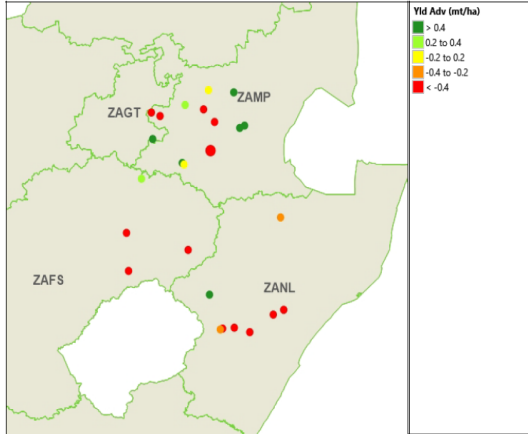 Yld Adv (mt/ha)
> 0.4
0.2 to 0.4
-0.2 to 0.2
-0.4 to -0.2
< -0.4
ZAMP
ZAGT
ZAFS
ZANL